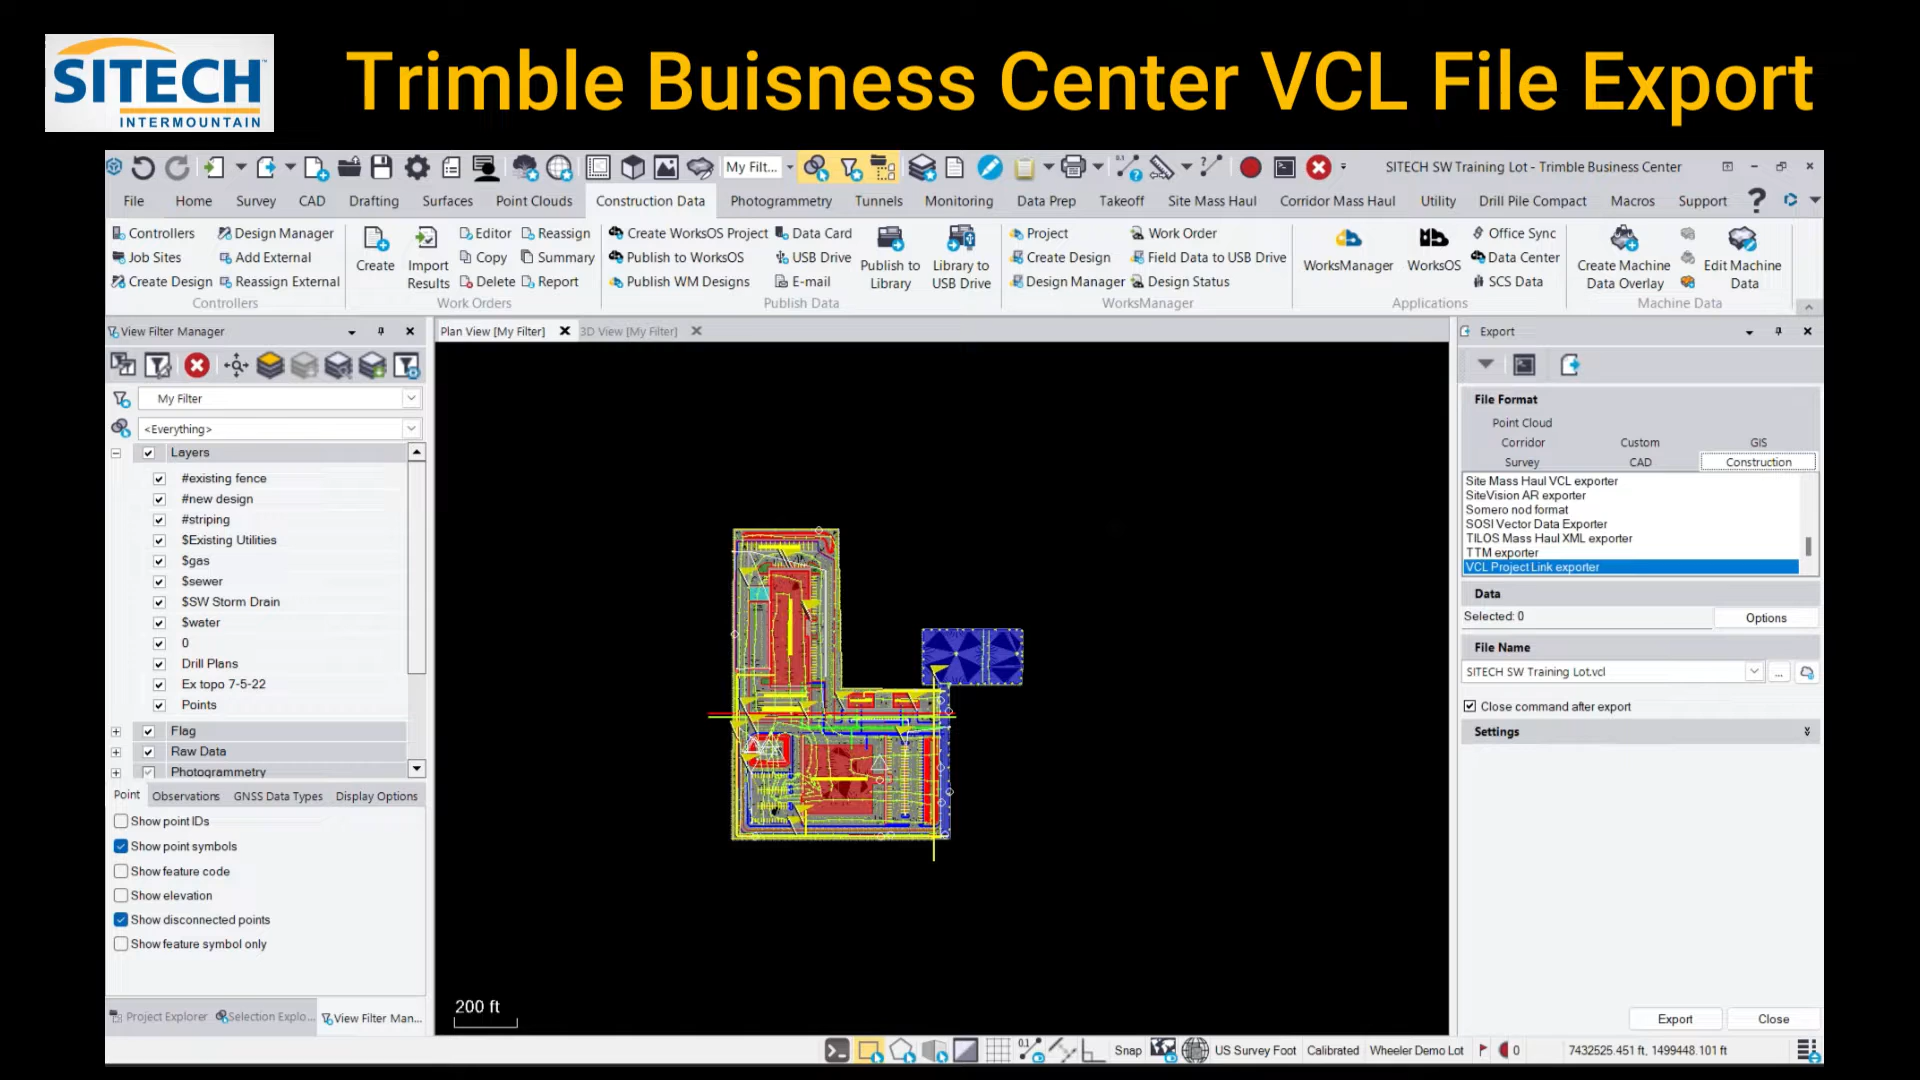 SITECH
INTERMOUNTAIN
Trimble Buisness Center VCL File Export
My Filt...
SITECH SW Training Lot - Trimble Business Center
File Home Survey CAD Drafting Surfaces Point Clouds Construction Data Photogrammetry Tunnels Monitoring Data Prep Takeoff Site Mass Haul Corridor Mass Haul Utility Drill Pile Compact Macros Support ?
Controllers Design Manager Editor Reassign Create WorksOS Project Data Card Project Work Order Office Sync
Job Sites Add External Copy Summary Publish to WorksOS USB Drive Create Design Field Data to USB Drive Data Center
Create Import Results Publish to Library Library to USB Drive WorksManager WorksOS Create Machine Data Overlay Edit Machine Data
Create Design Reassign External Delete Report Publish WM Designs E-mail Design Manager Design Status SCS Data
Controllers Work Orders Publish Data WorksManager Applications Machine Data
View Filter Manager
Plan View [My Filter] 3D View [My Filter]
My Filter
<Everything>
Layers
#existing fence
#new design
#striping
$Existing Utilities
$gas
$sewer
$SW Storm Drain
$water
0
Drill Plans
Ex topo 7-5-22
Points
Flag
Raw Data
Photogrammetry
Point Observations GNSS Data Types Display Options
Show point IDs
Show point symbols
Show feature code
Show elevation
Show disconnected points
Show feature symbol only
Project Explorer Selection Explo... View Filter Man...
200 ft
Export
File Format
Point Cloud
Corridor Custom GIS
Survey CAD Construction
Site Mass Haul VCL exporter
SiteVision AR exporter
Somero nod format
SOSI Vector Data Exporter
TILOS Mass Haul XML exporter
TTM exporter
VCL Project Link exporter
Data
Selected: 0 Options
File Name
SITECH SW Training Lot.vcl ...
Close command after export
Settings
Export Close
0.1 Snap US Survey Foot Calibrated Wheeler Demo Lot 0 7432525.451 ft, 1499448.101 ft